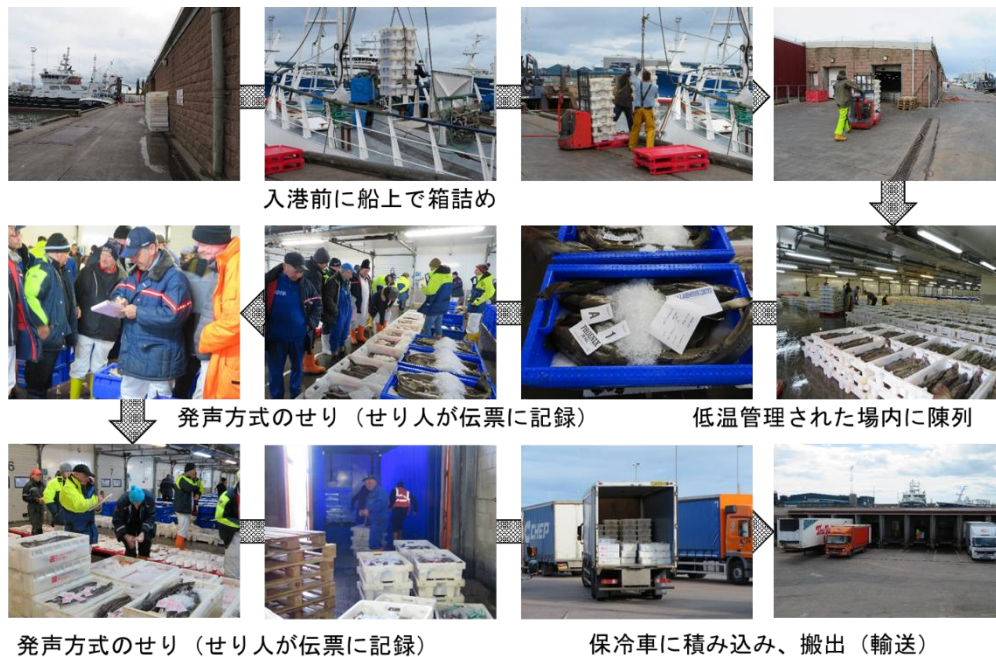 入港前に船上で箱詰め
発声方式のせり（せり人が伝票に記録）
低温管理された場内に陳列
A
CHEP
発声方式のせり（せり人が伝票に記録）
保冷車に積み込み、搬出（輸送）